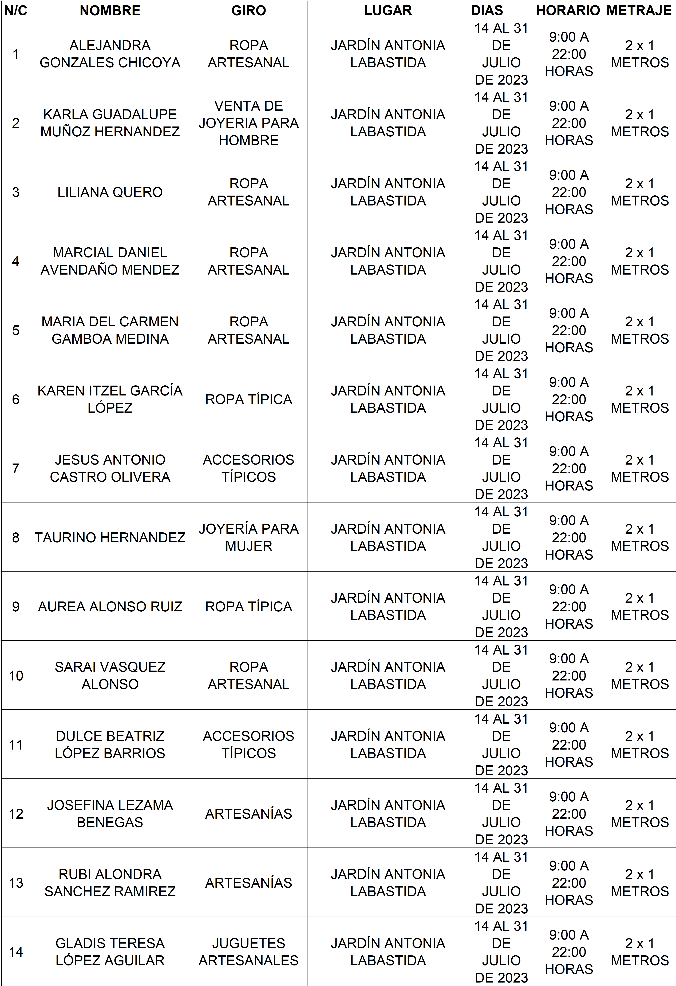 N/C NOMBRE GIRO LUGAR DIAS HORARIO METRAJE
1 ALEJANDRA GONZALES CHICOYA ROPA ARTESANAL JARDÍN ANTONIA LABASTIDA 14 AL 31 DE JULIO DE 2023 9:00 A 22:00 HORAS 2 x 1 METROS
2 KARLA GUADALUPE MUÑOZ HERNANDEZ VENTA DE JOYERIA PARA HOMBRE JARDÍN ANTONIA LABASTIDA 14 AL 31 DE JULIO DE 2023 9:00 A 22:00 HORAS 2 x 1 METROS
3 LILIANA QUERO ROPA ARTESANAL JARDÍN ANTONIA LABASTIDA 14 AL 31 DE JULIO DE 2023 9:00 A 22:00 HORAS 2 x 1 METROS
4 MARCIAL DANIEL AVENDAÑO MENDEZ ROPA ARTESANAL JARDÍN ANTONIA LABASTIDA 14 AL 31 DE JULIO DE 2023 9:00 A 22:00 HORAS 2 x 1 METROS
5 MARIA DEL CARMEN GAMBOA MEDINA ROPA ARTESANAL JARDÍN ANTONIA LABASTIDA 14 AL 31 DE JULIO DE 2023 9:00 A 22:00 HORAS 2 x 1 METROS
6 KAREN ITZEL GARCÍA LÓPEZ ROPA TÍPICA JARDÍN ANTONIA LABASTIDA 14 AL 31 DE JULIO DE 2023 9:00 A 22:00 HORAS 2 x 1 METROS
7 JESUS ANTONIO CASTRO OLIVERA ACCESORIOS TÍPICOS JARDÍN ANTONIA LABASTIDA 14 AL 31 DE JULIO DE 2023 9:00 A 22:00 HORAS 2 x 1 METROS
8 TAURINO HERNANDEZ JOYERÍA PARA MUJER JARDÍN ANTONIA LABASTIDA 14 AL 31 DE JULIO DE 2023 9:00 A 22:00 HORAS 2 x 1 METROS
9 AUREA ALONSO RUIZ ROPA TÍPICA JARDÍN ANTONIA LABASTIDA 14 AL 31 DE JULIO DE 2023 9:00 A 22:00 HORAS 2 x 1 METROS
10 SARAI VASQUEZ ALONSO ROPA ARTESANAL JARDÍN ANTONIA LABASTIDA 14 AL 31 DE JULIO DE 2023 9:00 A 22:00 HORAS 2 x 1 METROS
11 DULCE BEATRIZ LÓPEZ BARRIOS ACCESORIOS TÍPICOS JARDÍN ANTONIA LABASTIDA 14 AL 31 DE JULIO DE 2023 9:00 A 22:00 HORAS 2 x 1 METROS
12 JOSEFINA LEZAMA BENEGAS ARTESANÍAS JARDÍN ANTONIA LABASTIDA 14 AL 31 DE JULIO DE 2023 9:00 A 22:00 HORAS 2 x 1 METROS
13 RUBI ALONDRA SANCHEZ RAMIREZ ARTESANÍAS JARDÍN ANTONIA LABASTIDA 14 AL 31 DE JULIO DE 2023 9:00 A 22:00 HORAS 2 x 1 METROS
14 GLADIS TERESA LÓPEZ AGUILAR JUGUETES ARTESANALES JARDÍN ANTONIA LABASTIDA 14 AL 31 DE JULIO DE 2023 9:00 A 22:00 HORAS 2 x 1 METROS